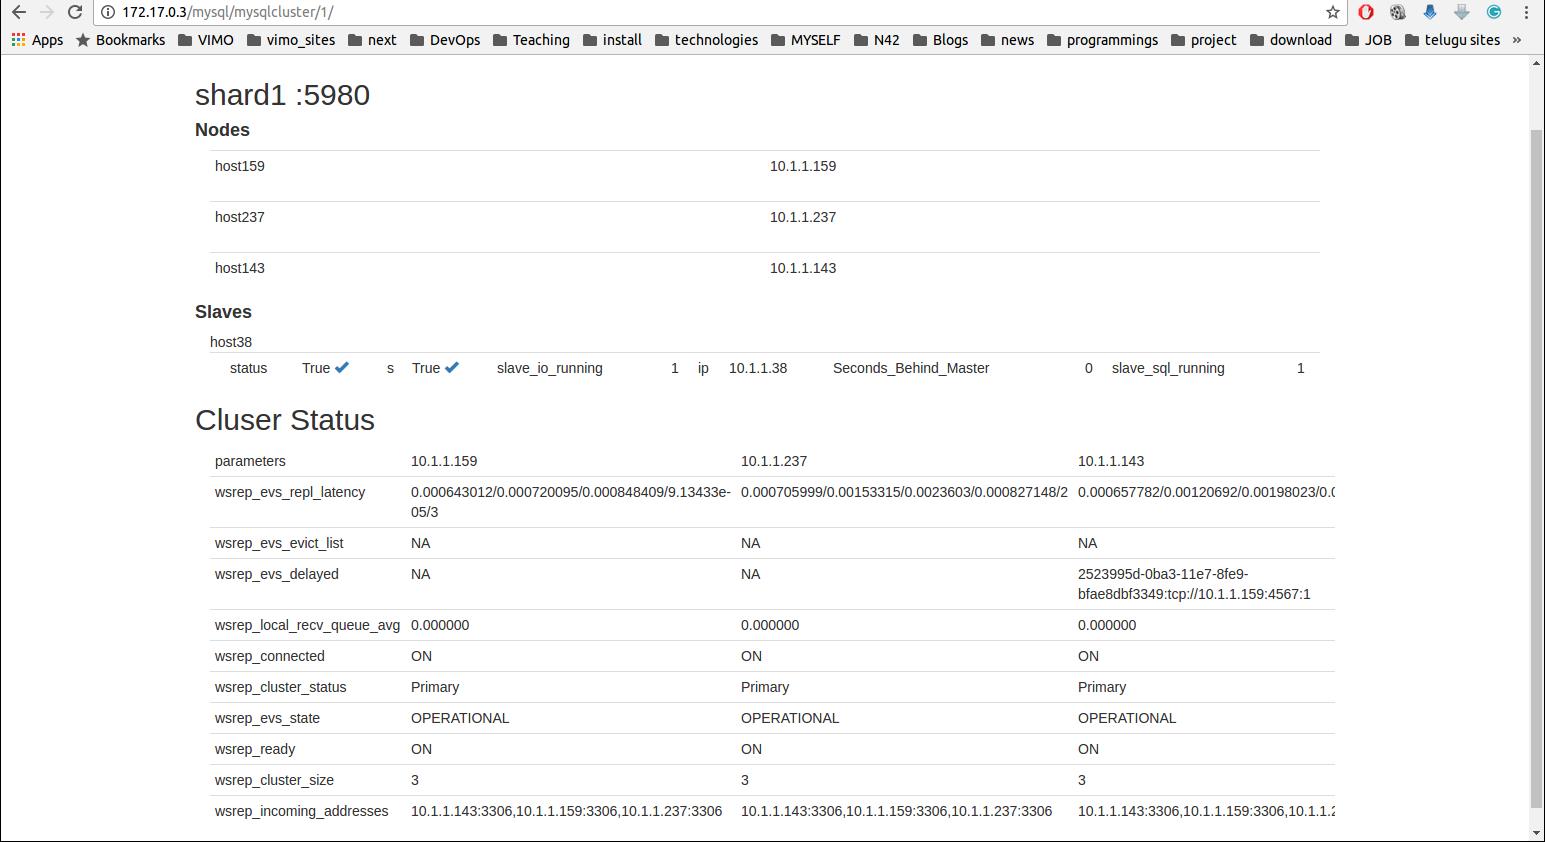 172.17.0.3/mysql/mysqlcluster/1/
Apps Bookmarks VIMO vimo_sites next DevOps Teaching install technologies MYSELF N42 Blogs news programmings project download JOB telugu sites »
shard1 :5980
Nodes
host159 10.1.1.159
host237 10.1.1.237
host143 10.1.1.143
Slaves
host38
status True s True slave_io_running 1 ip 10.1.1.38 Seconds_Behind_Master 0 slave_sql_running 1
Cluser Status
parameters 10.1.1.159 10.1.1.237 10.1.1.143
wsrep_evs_repl_latency 0.000643012/0.000720095/0.000848409/9.13433e- 0.000705999/0.00153315/0.0023603/0.000827148/2 0.000657782/0.00120692/0.00198023/0.0
05/3
wsrep_evs_evict_list NA NA NA
wsrep_evs_delayed NA NA 2523995d-0ba3-11e7-8fe9-
bfae8dbf3349:tcp://10.1.1.159:4567:1
wsrep_local_recv_queue_avg 0.000000 0.000000 0.000000
wsrep_connected ON ON ON
wsrep_cluster_status Primary Primary Primary
wsrep_evs_state OPERATIONAL OPERATIONAL OPERATIONAL
wsrep_ready ON ON ON
wsrep_cluster_size 3 3 3
wsrep_incoming_addresses 10.1.1.143:3306,10.1.1.159:3306,10.1.1.237:3306 10.1.1.143:3306,10.1.1.159:3306,10.1.1.237:3306 10.1.1.143:3306,10.1.1.159:3306,10.1.1.2